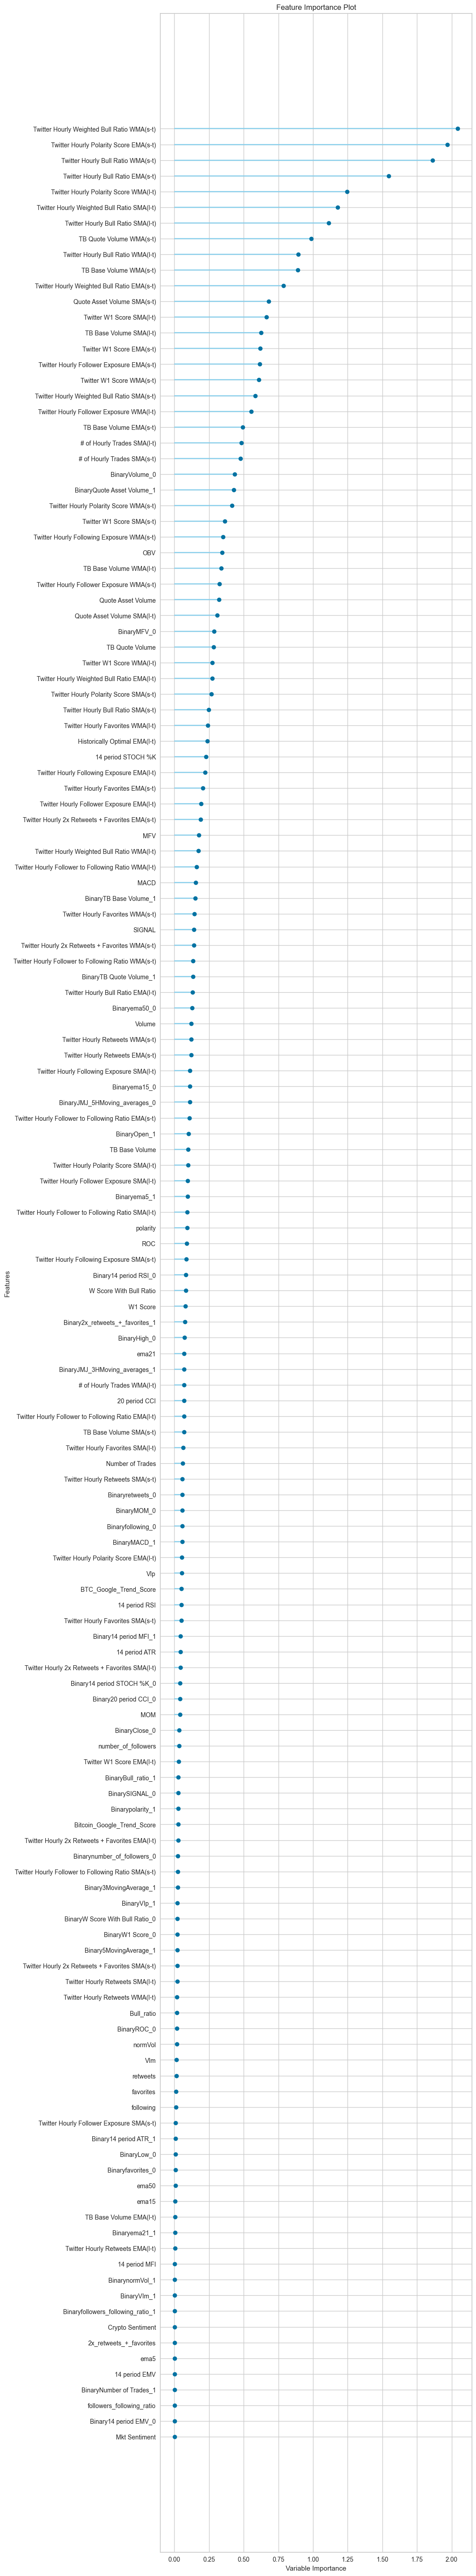 Feature Importance Plot
Twitter Hourly Weighted Bull Ratio WMA(s-t)
Twitter Hourly Polarity Score EMA(s-t)
Twitter Hourly Bull Ratio WMA(s-t)
Twitter Hourly Bull Ratio EMA(s-t)
Twitter Hourly Polarity Score WMA(l-t)
Twitter Hourly Weighted Bull Ratio SMA(l-t)
Twitter Hourly Bull Ratio SMA(l-t)
TB Quote Volume WMA(s-t)
Twitter Hourly Bull Ratio WMA(l-t)
TB Base Volume WMA(s-t)
Twitter Hourly Weighted Bull Ratio EMA(s-t)
Quote Asset Volume SMA(s-t)
Twitter W1 Score SMA(l-t)
TB Base Volume SMA(l-t)
Twitter W1 Score EMA(s-t)
Twitter Hourly Follower Exposure EMA(s-t)
Twitter W1 Score WMA(s-t)
Twitter Hourly Weighted Bull Ratio SMA(s-t)
Twitter Hourly Follower Exposure WMA(l-t)
TB Base Volume EMA(s-t)
# of Hourly Trades SMA(l-t)
# of Hourly Trades SMA(s-t)
BinaryVolume_0
BinaryQuote Asset Volume_1
Twitter Hourly Polarity Score WMA(s-t)
Twitter W1 Score SMA(s-t)
Twitter Hourly Following Exposure WMA(s-t)
OBV
TB Base Volume WMA(l-t)
Twitter Hourly Follower Exposure WMA(s-t)
Quote Asset Volume
Quote Asset Volume SMA(l-t)
BinaryMFV_0
TB Quote Volume
Twitter W1 Score WMA(l-t)
Twitter Hourly Weighted Bull Ratio EMA(l-t)
Twitter Hourly Polarity Score SMA(s-t)
Twitter Hourly Bull Ratio SMA(s-t)
Twitter Hourly Favorites WMA(l-t)
Historically Optimal EMA(l-t)
14 period STOCH %K
Twitter Hourly Following Exposure EMA(l-t)
Twitter Hourly Favorites EMA(s-t)
Twitter Hourly Follower Exposure EMA(l-t)
Twitter Hourly 2x Retweets + Favorites EMA(s-t)
MFV
Twitter Hourly Weighted Bull Ratio WMA(l-t)
Twitter Hourly Follower to Following Ratio WMA(l-t)
MACD
BinaryTB Base Volume_1
Twitter Hourly Favorites WMA(s-t)
SIGNAL
Twitter Hourly 2x Retweets + Favorites WMA(s-t)
Twitter Hourly Follower to Following Ratio WMA(s-t)
BinaryTB Quote Volume_1
Twitter Hourly Bull Ratio EMA(l-t)
Binaryema50_0
Volume
Twitter Hourly Retweets WMA(s-t)
Twitter Hourly Retweets EMA(s-t)
Twitter Hourly Following Exposure SMA(l-t)
Binaryema15_0
BinaryJMJ_5HMoving_averages_0
Twitter Hourly Follower to Following Ratio EMA(s-t)
BinaryOpen_1
TB Base Volume
Twitter Hourly Polarity Score SMA(l-t)
Twitter Hourly Follower Exposure SMA(l-t)
Binaryema5_1
Twitter Hourly Follower to Following Ratio SMA(l-t)
polarity
ROC
Twitter Hourly Following Exposure SMA(s-t)
Binary14 period RSI_0
W Score With Bull Ratio
W1 Score
Binary2x_retweets_+_favorites_1
BinaryHigh_0
ema21
BinaryJMJ_3HMoving_averages_1
# of Hourly Trades WMA(l-t)
20 period CCI
Twitter Hourly Follower to Following Ratio EMA(l-t)
TB Base Volume SMA(s-t)
Twitter Hourly Favorites SMA(l-t)
Number of Trades
Twitter Hourly Retweets SMA(s-t)
Binaryretweets_0
BinaryMOM_0
Binaryfollowing_0
BinaryMACD_1
Twitter Hourly Polarity Score EMA(l-t)
VIp
BTC_Google_Trend_Score
14 period RSI
Twitter Hourly Favorites SMA(s-t)
Binary14 period MFI_1
14 period ATR
Twitter Hourly 2x Retweets + Favorites SMA(l-t)
Binary14 period STOCH %K_0
Binary20 period CCI_0
MOM
BinaryClose_0
number_of_followers
Twitter W1 Score EMA(l-t)
BinaryBull_ratio_1
BinarySIGNAL_0
Binarypolarity_1
Bitcoin_Google_Trend_Score
Twitter Hourly 2x Retweets + Favorites EMA(l-t)
Binarynumber_of_followers_0
Twitter Hourly Follower to Following Ratio SMA(s-t)
Binary3MovingAverage_1
BinaryVIp_1
BinaryW Score With Bull Ratio_0
BinaryW1 Score_0
Binary5MovingAverage_1
Twitter Hourly 2x Retweets + Favorites SMA(s-t)
Twitter Hourly Retweets SMA(l-t)
Twitter Hourly Retweets WMA(l-t)
Bull_ratio
BinaryROC_0
normVol
VIm
retweets
favorites
following
Twitter Hourly Follower Exposure SMA(s-t)
Binary14 period ATR_1
BinaryLow_0
Binaryfavorites_0
ema50
ema15
TB Base Volume EMA(l-t)
Binaryema21_1
Twitter Hourly Retweets EMA(l-t)
14 period MFI
BinarynormVol_1
BinaryVIm_1
Binaryfollowers_following_ratio_1
Crypto Sentiment
2x_retweets_+_favorites
ema5
14 period EMV
BinaryNumber of Trades_1
followers_following_ratio
Binary14 period EMV_0
Mkt Sentiment
Features
0.00 0.25 0.50 0.75 1.00 1.25 1.50 1.75 2.00
Variable Importance